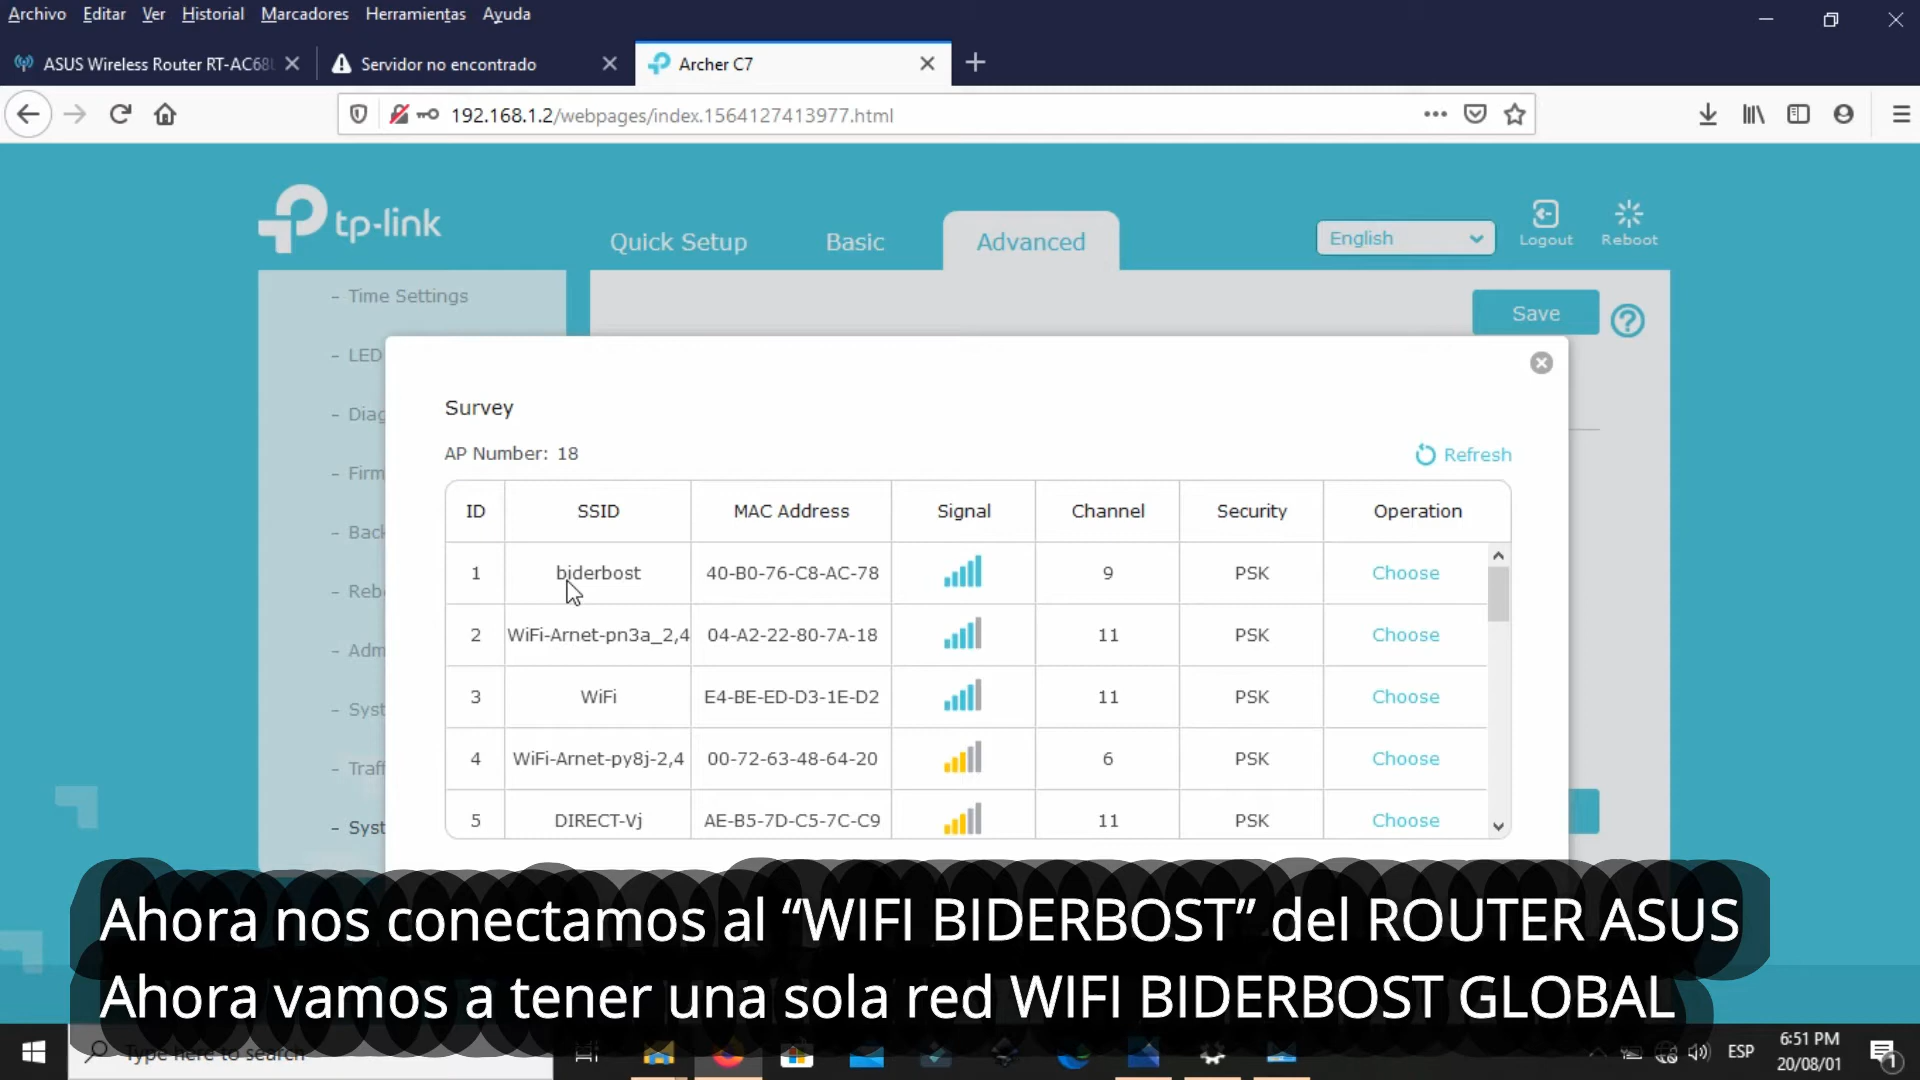 Archivo Editar Ver Historial Marcadores Herramientas Ayuda
ASUS Wireless Router RT-AC68U Servidor no encontrado Archer C7
192.168.1.2/webpages/index.1564127413977.html
tp-link
Quick Setup Basic Advanced English Logout Reboot
- Time Settings
Save
- LED
- Diag
- Firm
- Back
- Reb
- Adm
- Syst
- Traff
- Syst
Survey
AP Number: 18 Refresh
ID SSID MAC Address Signal Channel Security Operation
1 biderbost 40-B0-76-C8-AC-78 9 PSK Choose
2 WiFi-Arnet-pn3a_2,4 04-A2-22-80-7A-18 11 PSK Choose
3 WiFi E4-BE-ED-D3-1E-D2 11 PSK Choose
4 WiFi-Arnet-py8j-2,4 00-72-63-48-64-20 6 PSK Choose
5 DIRECT-Vj AE-B5-7D-C5-7C-C9 11 PSK Choose
Ahora nos conectamos al “WIFI BIDERBOST” del ROUTER ASUS
Ahora vamos a tener una sola red WIFI BIDERBOST GLOBAL
Type here to search
ESP
6:51 PM
20/08/01
1